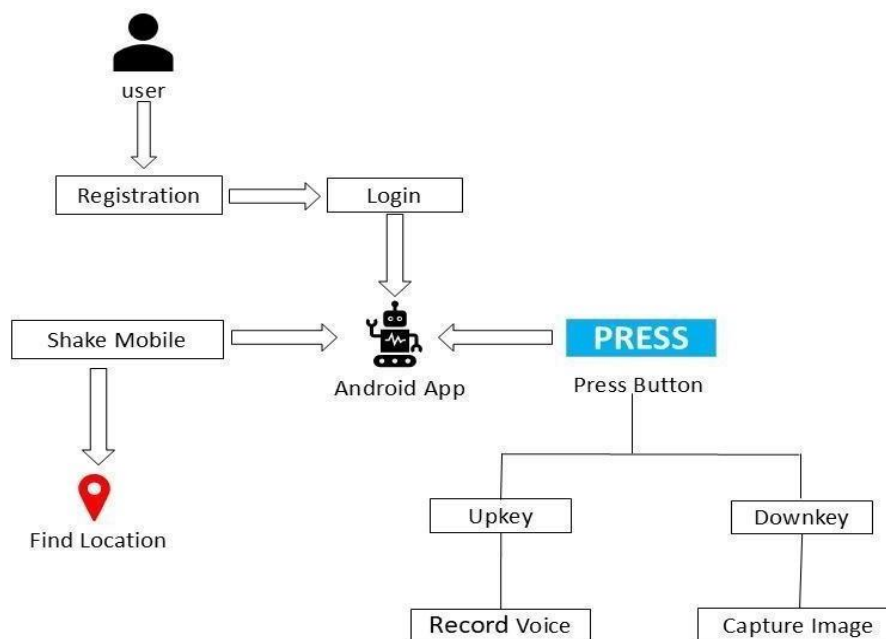 user
Registration
Login
Shake Mobile
PRESS
Android App
Press Button
Find Location
Upkey
Downkey
Record Voice
Capture Image